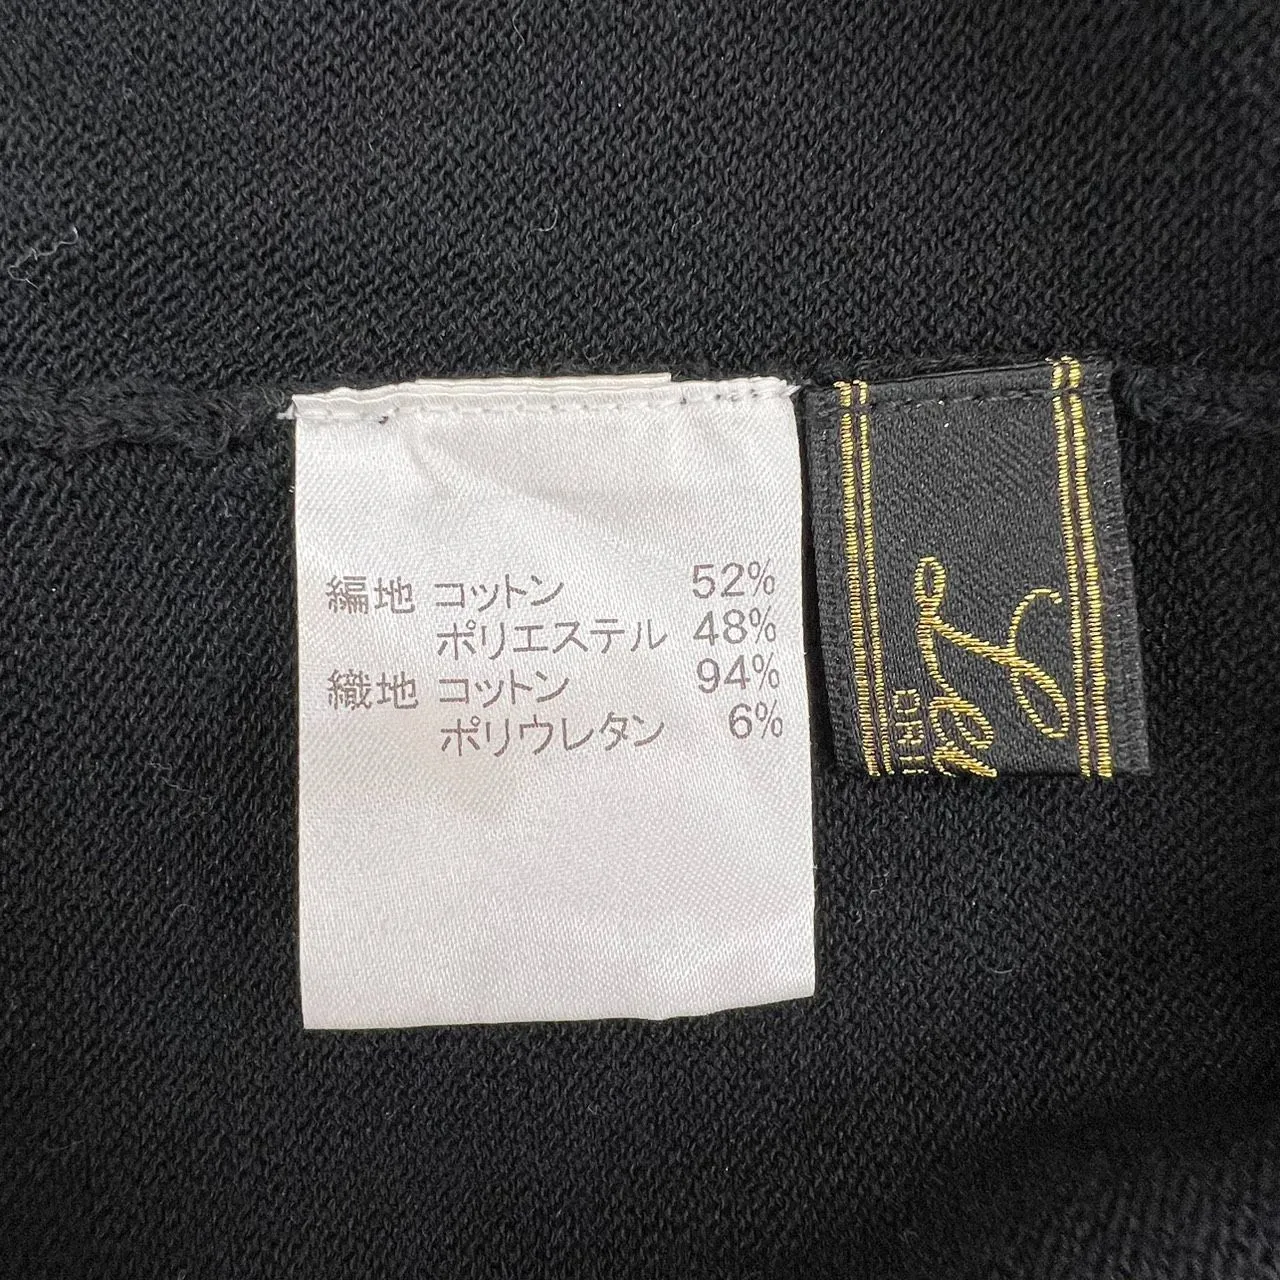 編地 コットン 52%
ポリエステル 48%
織地 コットン 94%
ポリウレタン 6%